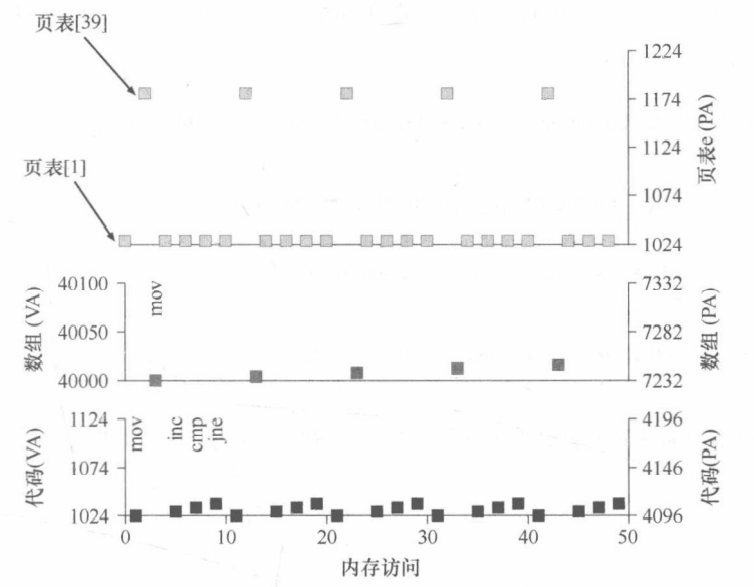 页表[39]
1224
1174
1124
1074
1024
页表e (PA)
页表[1]
40100
40050
40000
数组 (VA)
mov
7332
7282
7232
数组 (PA)
1124
1074
1024
代码(VA)
mov
inc
cmp
jne
4196
4146
4096
代码(PA)
0
10
20
30
40
50
内存访问